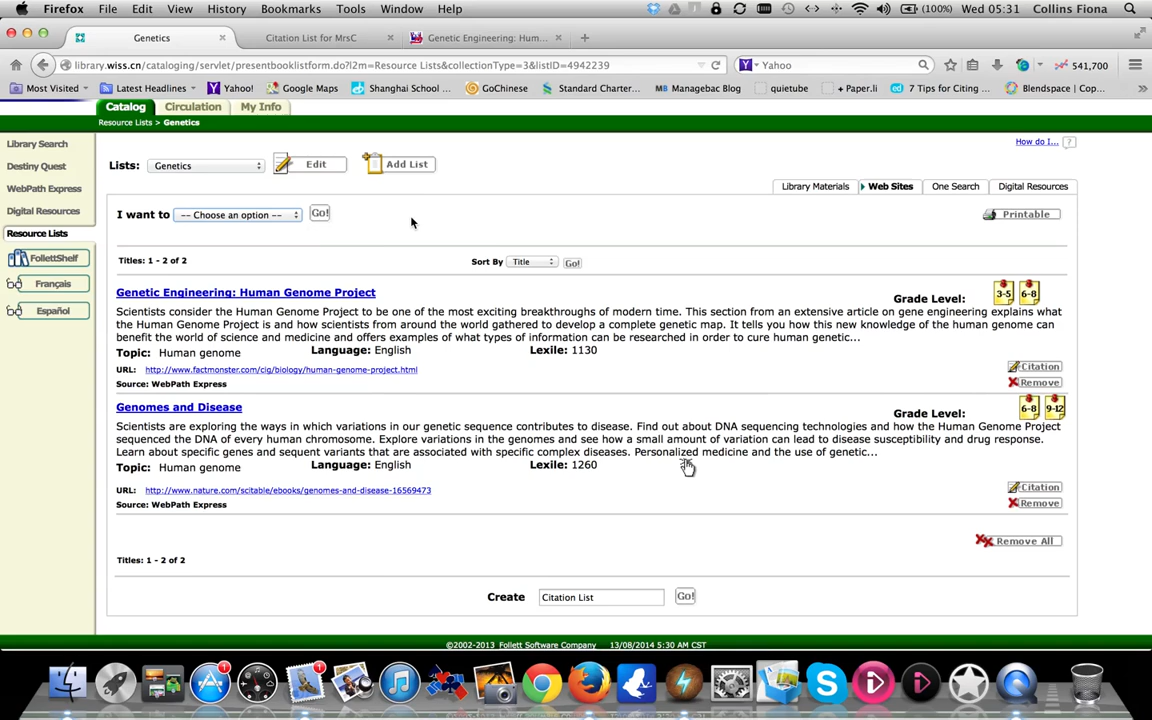 Firefox File Edit View History Bookmarks Tools Window Help (100%) Wed 05:31 Collins Fiona
Genetics Citation List for MrsC Genetic Engineering: Hum...
library.wiss.cn/cataloging/servlet/presentbooklistform.do?l2m=Resource Lists&collectionType=3&listID=4942239 Yahoo 541,700
Most Visited Latest Headlines Yahoo! Google Maps Shanghai School ... GoChinese Standard Charter... MB Managebac Blog quietube + Paper.li 7 Tips for Citing ... Blendspace | Cop...
Catalog Circulation My Info
Resource Lists > Genetics
Library Search
Destiny Quest
WebPath Express
Digital Resources
Resource Lists
FollettShelf
Français
Español
How do I... ?
Lists: Genetics Edit Add List
Library Materials Web Sites One Search Digital Resources
I want to -- Choose an option -- Go! Printable
Titles: 1 - 2 of 2 Sort By Title Go!
Genetic Engineering: Human Genome Project Grade Level: 3-5 6-8
Scientists consider the Human Genome Project to be one of the most exciting breakthroughs of modern time. This section from an extensive article on gene engineering explains what
the Human Genome Project is and how scientists from around the world gathered to develop a complete genetic map. It tells you how this new knowledge of the human genome can
benefit the world of science and medicine and offers examples of what types of information can be researched in order to cure human genetic...
Topic: Human genome Language: English Lexile: 1130
URL: http://www.factmonster.com/cig/biology/human-genome-project.html Citation
Source: WebPath Express Remove
Genomes and Disease Grade Level: 6-8 9-12
Scientists are exploring the ways in which variations in our genetic sequence contributes to disease. Find out about DNA sequencing technologies and how the Human Genome Project
sequenced the DNA of every human chromosome. Explore variations in the genomes and see how a small amount of variation can lead to disease susceptibility and drug response.
Learn about specific genes and sequent variants that are associated with specific complex diseases. Personalized medicine and the use of genetic...
Topic: Human genome Language: English Lexile: 1260
URL: http://www.nature.com/scitable/ebooks/genomes-and-disease-16569473 Citation
Source: WebPath Express Remove
Remove All
Titles: 1 - 2 of 2
Create Citation List Go!
©2002-2013 Follett Software Company 13/08/2014 5:30 AM CST